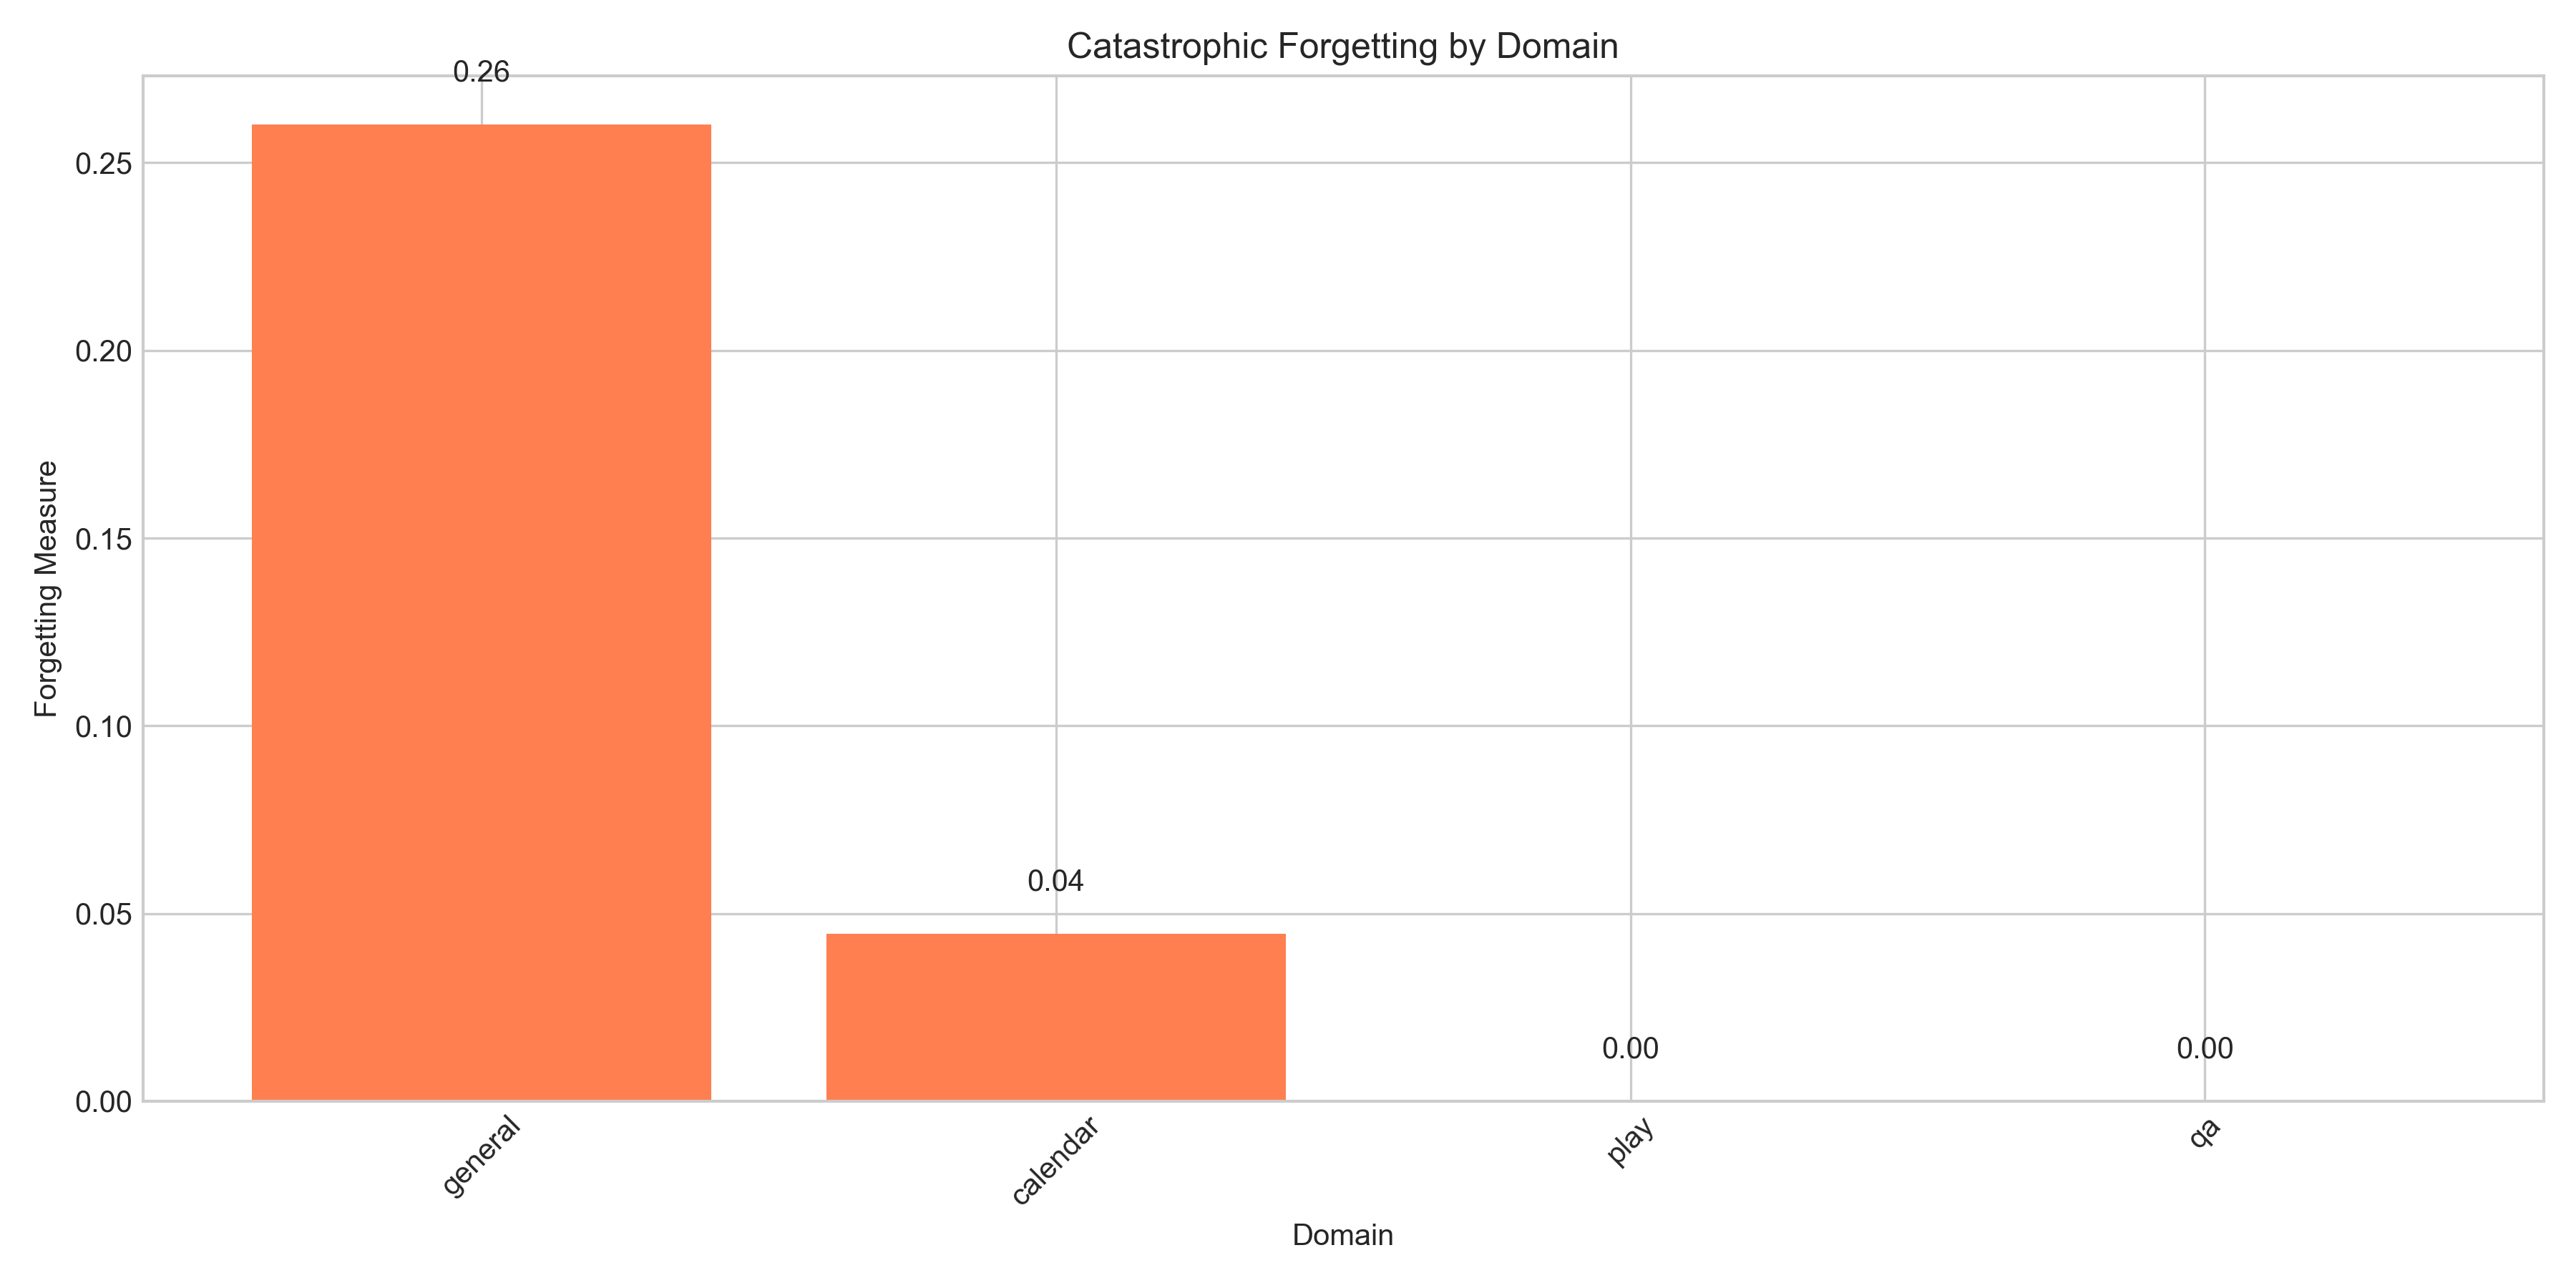 Catastrophic Forgetting by Domain
0.26
0.25
0.20
0.15
0.10
0.05
0.00
Forgetting Measure
0.04
0.00
0.00
general
calendar
play
qa
Domain